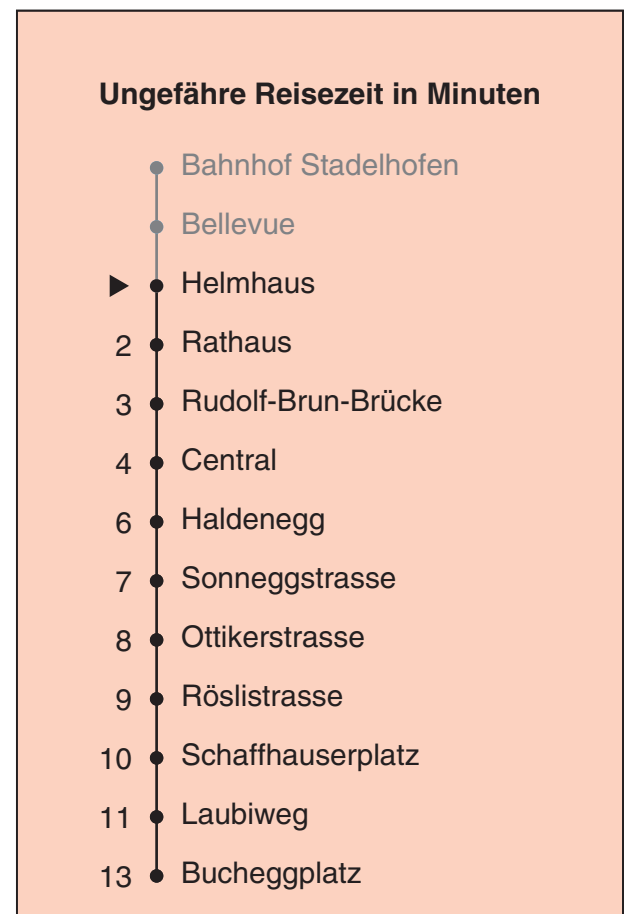 Ungefähre Reisezeit in Minuten
Bahnhof Stadelhofen
Bellevue
Helmhaus
2 Rathaus
3 Rudolf-Brun-Brücke
4 Central
6 Haldenegg
7 Sonneggstrasse
8 Ottikerstrasse
9 Röslistrasse
10 Schaffhauserplatz
11 Laubiweg
13 Bucheggplatz